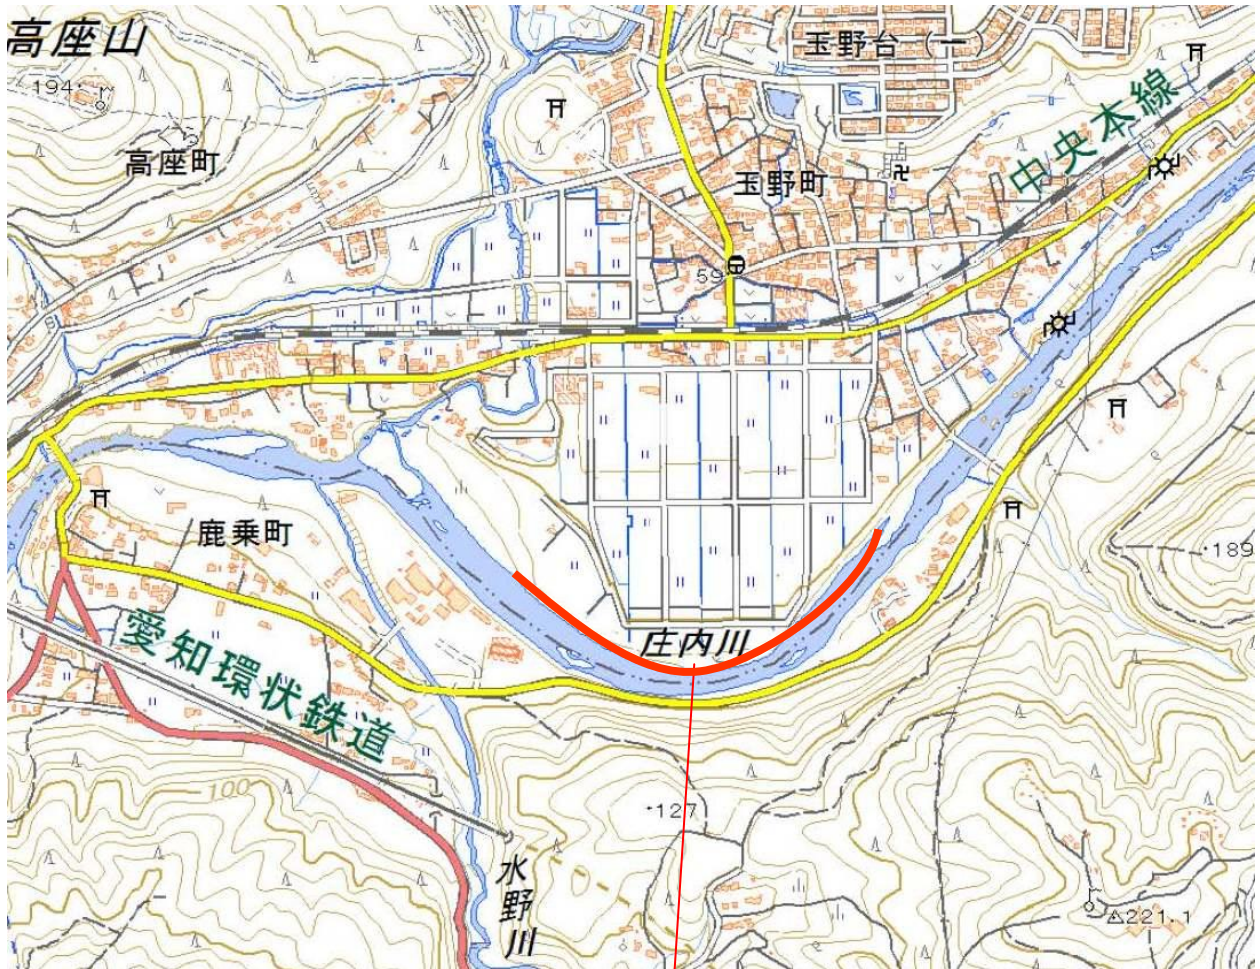 高座山
玉野台(一)
194
中央本線
高座町
玉野町
59
鹿乗町
189
庄内川
愛知環状鉄道
100
127
水野川
221.1